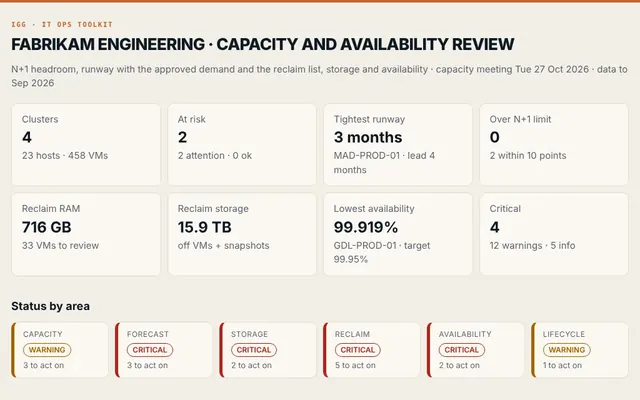 IGG · IT OPS TOOLKIT
FABRIKAM ENGINEERING · CAPACITY AND AVAILABILITY REVIEW
N+1 headroom, runway with the approved demand and the reclaim list, storage and availability · capacity meeting Tue 27 Oct 2026 · data to
Sep 2026
Clusters
4
23 hosts · 458 VMs
At risk
2
2 attention · 0 ok
Tightest runway
3 months
MAD-PROD-01 · lead 4
months
Over N+1 limit
0
2 within 10 points
Reclaim RAM
716 GB
33 VMs to review
Reclaim storage
15.9 TB
off VMs + snapshots
Lowest availability
99.919%
GDL-PROD-01 · target
99.95%
Critical
4
12 warnings · 5 info
Status by area
CAPACITY
WARNING
3 to act on
FORECAST
CRITICAL
3 to act on
STORAGE
CRITICAL
2 to act on
RECLAIM
CRITICAL
5 to act on
AVAILABILITY
CRITICAL
2 to act on
LIFECYCLE
WARNING
1 to act on